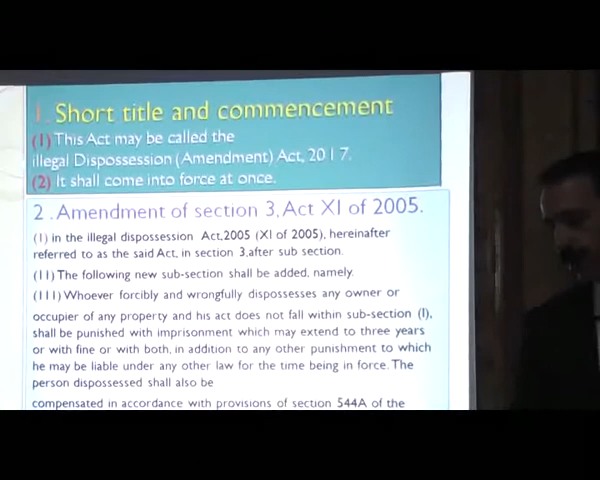 1. Short title and commencement
(1) This Act may be called the
illegal Dispossession (Amendment) Act, 2017.
(2) It shall come into force at once.
2 . Amendment of section 3, Act XI of 2005.
(I) in the illegal dispossession Act,2005 (XI of 2005), hereinafter
referred to as the said Act, in section 3,after sub section.
(II) The following new sub-section shall be added, namely.
(III) Whoever forcibly and wrongfully dispossesses any owner or
occupier of any property and his act does not fall within sub-section (I),
shall be punished with imprisonment which may extend to three years
or with fine or with both, in addition to any other punishment to which
he may be liable under any other law for the time being in force. The
person dispossessed shall also be
compensated in accordance with provisions of section 544A of the